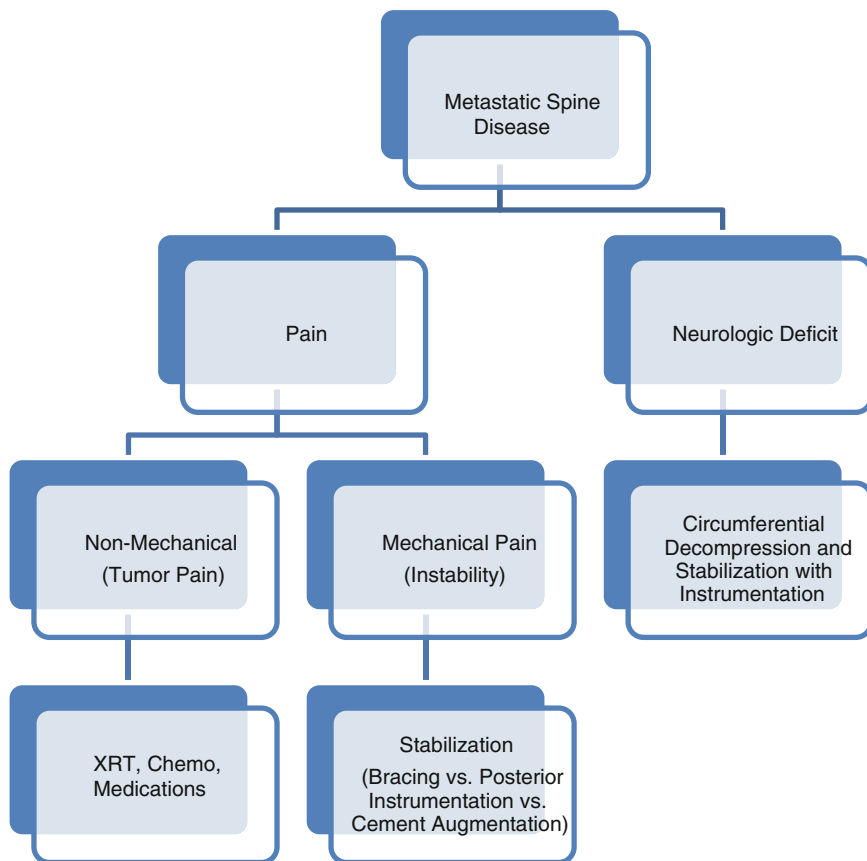 Metastatic Spine
Disease
Pain
Neurologic Deficit
Non-Mechanical
(Tumor Pain)
Mechanical Pain
(Instability)
Circumferential
Decompression and
Stabilization with
Instrumentation
XRT, Chemo,
Medications
Stabilization
(Bracing vs. Posterior
Instrumentation vs.
Cement Augmentation)